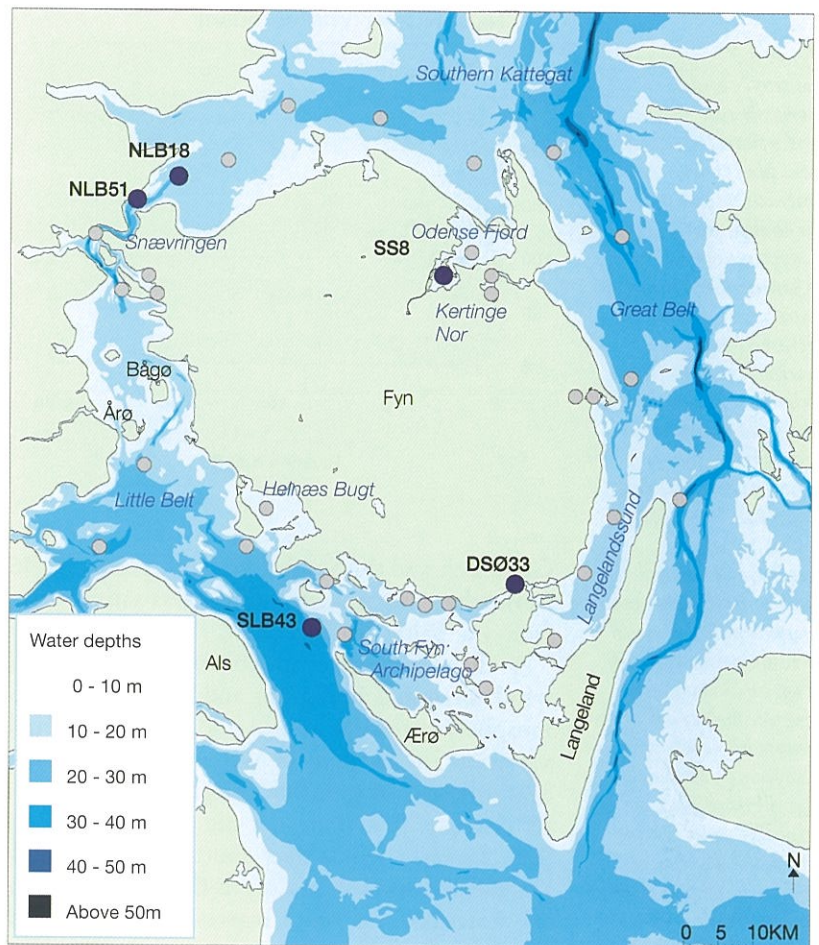 Southern Kattegat
NLB18
NLB51
Snævringen
Odense Fjord
SS8
Kertinge
Nor
Great Belt
Bågø
Fyn
Årø
Helnæs Bugt
Little Belt
Langelandssund
DSØ33
SLB43
South Fyn
Archipelago
Als
Langeland
Ærø
Water depths
0 - 10 m
10 - 20 m
20 - 30 m
30 - 40 m
40 - 50 m
Above 50m
N
0 5 10KM